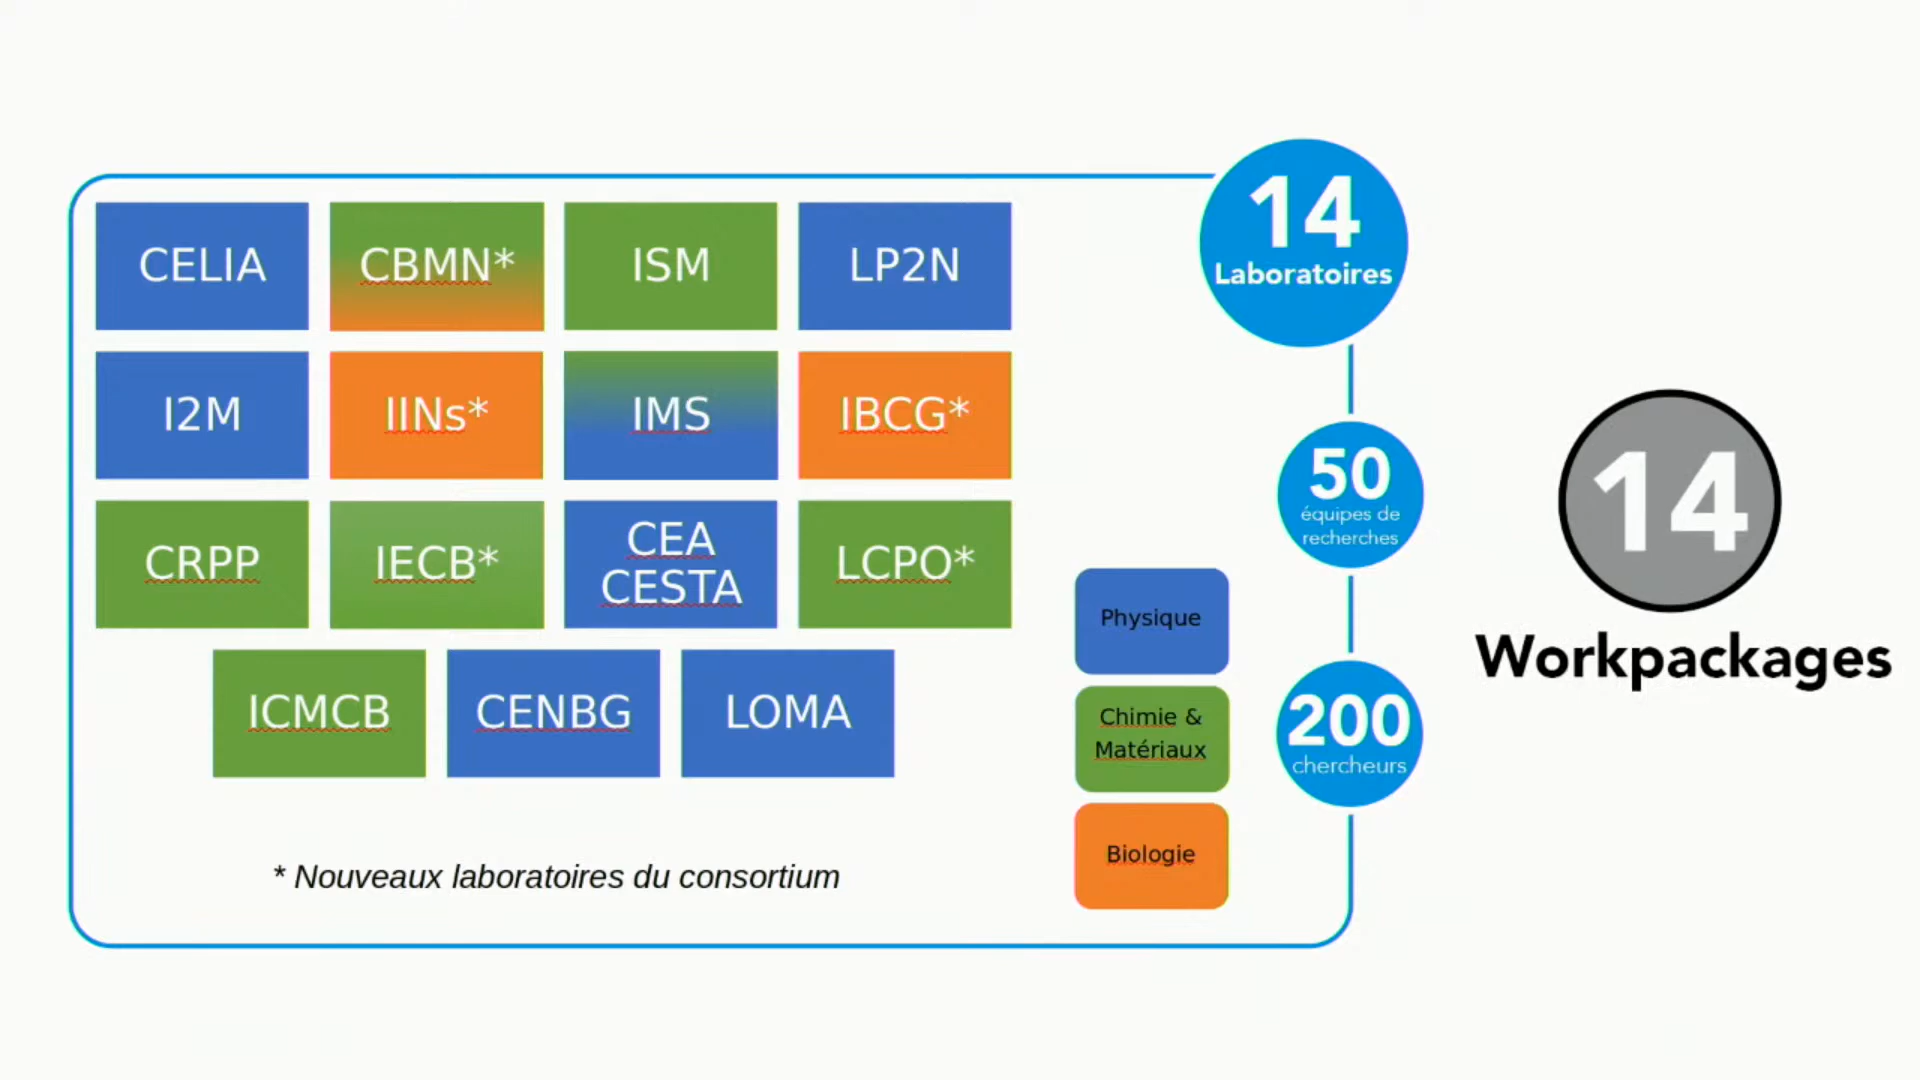 CELIA
CBMN*
ISM
LP2N
I2M
IINs*
IMS
IBCG*
CRPP
IECB*
CEA
CESTA
LCPO*
ICMCB
CENBG
LOMA
* Nouveaux laboratoires du consortium
Physique
Chimie &
Matériaux
Biologie
14
Laboratoires
50
équipes de
recherches
200
chercheurs
14
Workpackages